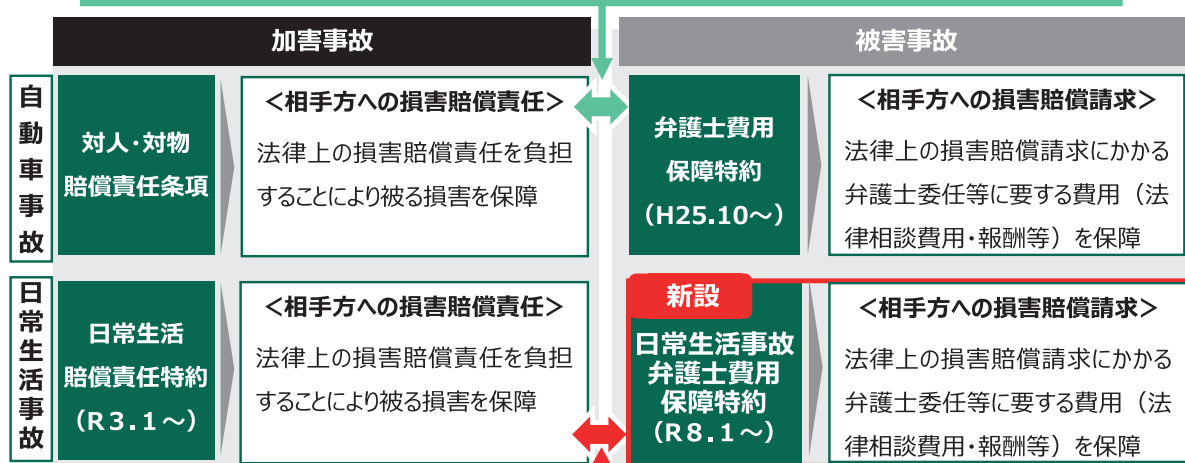 加害事故
被害事故
自動車事故
対人・対物
賠償責任条項
＜相手方への損害賠償責任＞
法律上の損害賠償責任を負担
することにより被る損害を保障
弁護士費用
保障特約
（H25.10～）
＜相手方への損害賠償請求＞
法律上の損害賠償請求にかかる
弁護士委任等に要する費用（法
律相談費用・報酬等）を保障
日常生活事故
日常生活
賠償責任特約
（R3.1～）
＜相手方への損害賠償責任＞
法律上の損害賠償責任を負担
することにより被る損害を保障
新設
日常生活事故
弁護士費用
保障特約
（R8.1～）
＜相手方への損害賠償請求＞
法律上の損害賠償請求にかかる
弁護士委任等に要する費用（法
律相談費用・報酬等）を保障